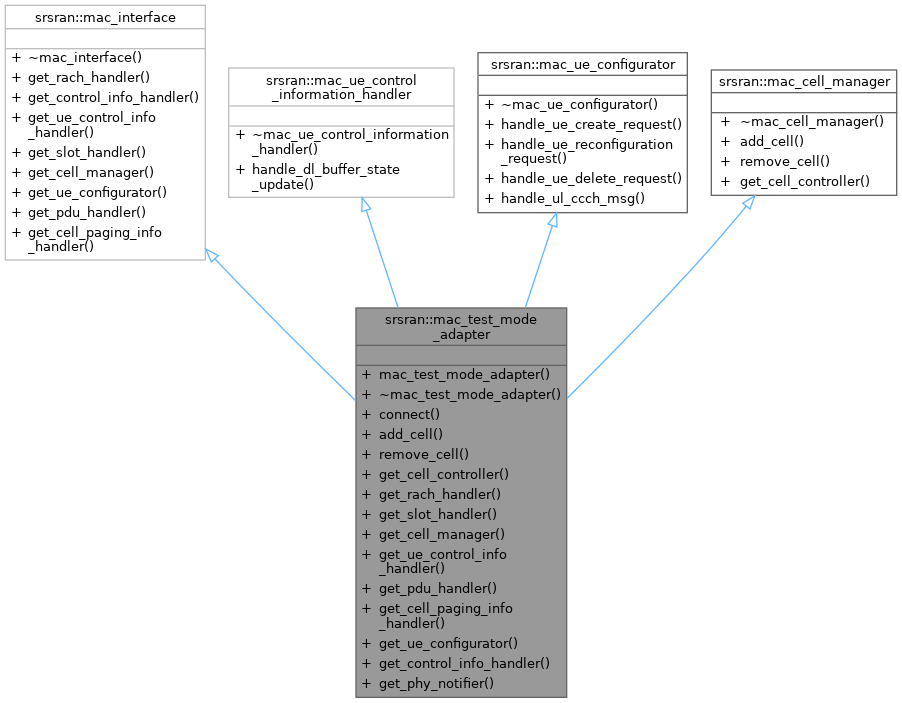 srsran::mac_interface
+ ~mac_interface()
+ get_rach_handler()
+ get_control_info_handler()
+ get_ue_control_info
_handler()
+ get_slot_handler()
+ get_cell_manager()
+ get_ue_configurator()
+ get_pdu_handler()
+ get_cell_paging_info
_handler()
srsran::mac_ue_control
_information_handler
+ ~mac_ue_control_information
_handler()
+ handle_dl_buffer_state
_update()
srsran::mac_ue_configurator
+ ~mac_ue_configurator()
+ handle_ue_create_request()
+ handle_ue_reconfiguration
_request()
+ handle_ue_delete_request()
+ handle_ul_ccch_msg()
srsran::mac_cell_manager
+ ~mac_cell_manager()
+ add_cell()
+ remove_cell()
+ get_cell_controller()
srsran::mac_test_mode
_adapter
+ mac_test_mode_adapter()
+ ~mac_test_mode_adapter()
+ connect()
+ add_cell()
+ remove_cell()
+ get_cell_controller()
+ get_rach_handler()
+ get_slot_handler()
+ get_cell_manager()
+ get_ue_control_info
_handler()
+ get_pdu_handler()
+ get_cell_paging_info
_handler()
+ get_ue_configurator()
+ get_control_info_handler()
+ get_phy_notifier()